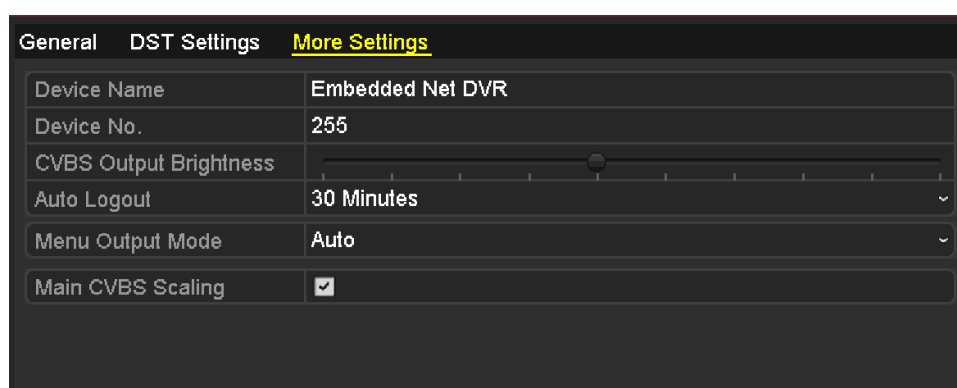 General DST Settings More Settings
Device Name Embedded Net DVR
Device No. 255
CVBS Output Brightness
Auto Logout 30 Minutes
Menu Output Mode Auto
Main CVBS Scaling